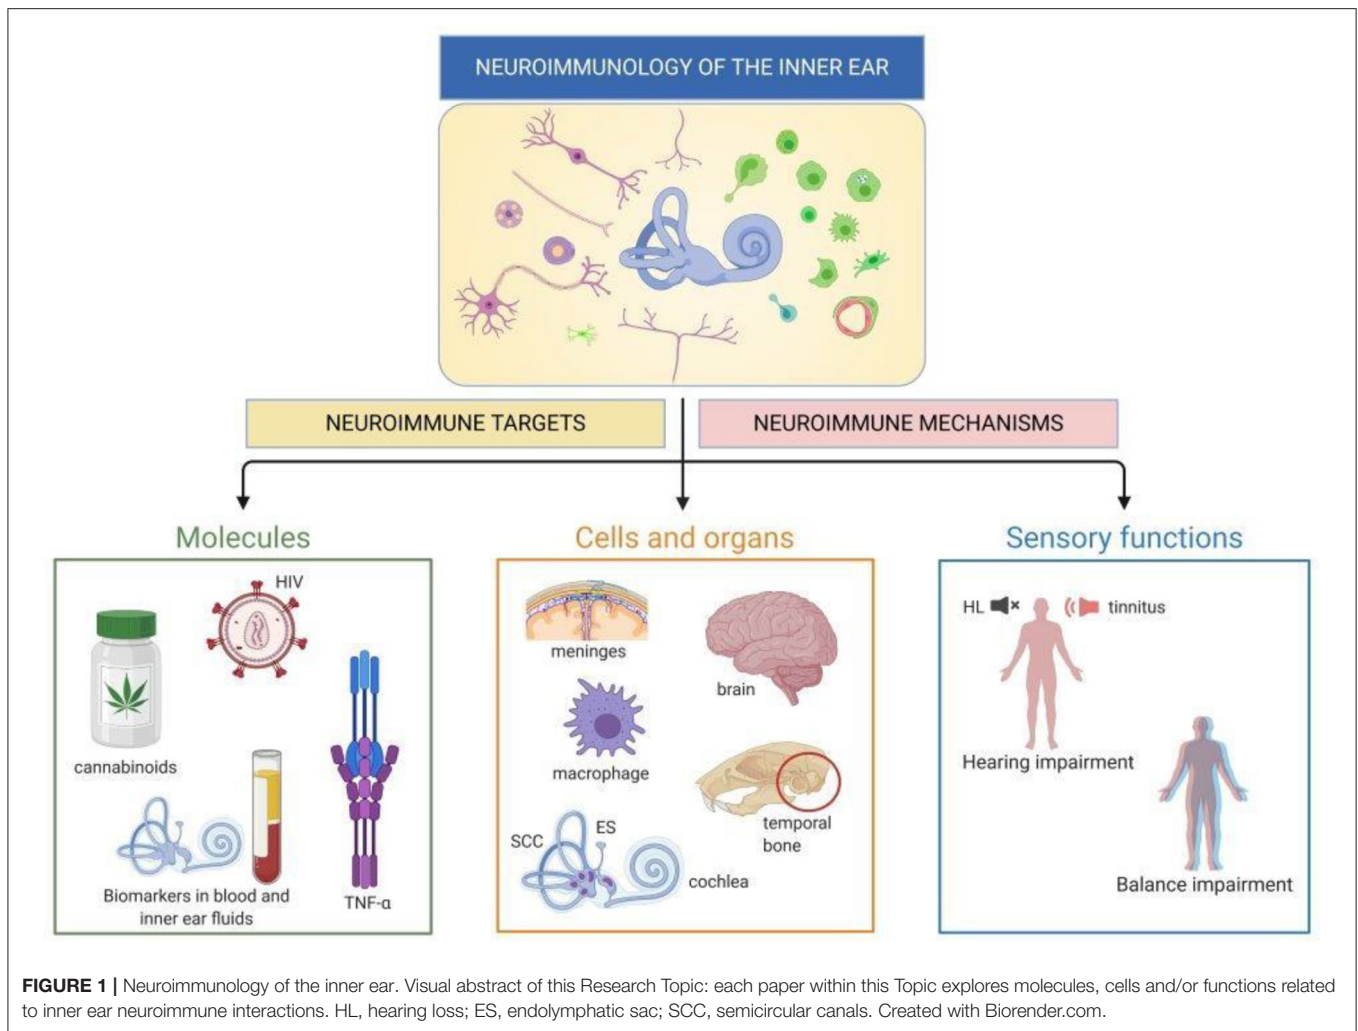 NEUROIMMUNOLOGY OF THE INNER EAR
NEUROIMMUNE TARGETS
NEUROIMMUNE MECHANISMS
Molecules
HIV
cannabinoids
Biomarkers in blood and
inner ear fluids
TNF-α
Cells and organs
meninges
brain
macrophage
temporal
bone
SCC
ES
cochlea
Sensory functions
HL
tinnitus
Hearing impairment
Balance impairment
FIGURE 1 | Neuroimmunology of the inner ear. Visual abstract of this Research Topic: each paper within this Topic explores molecules, cells and/or functions related
to inner ear neuroimmune interactions. HL, hearing loss; ES, endolymphatic sac; SCC, semicircular canals. Created with Biorender.com.